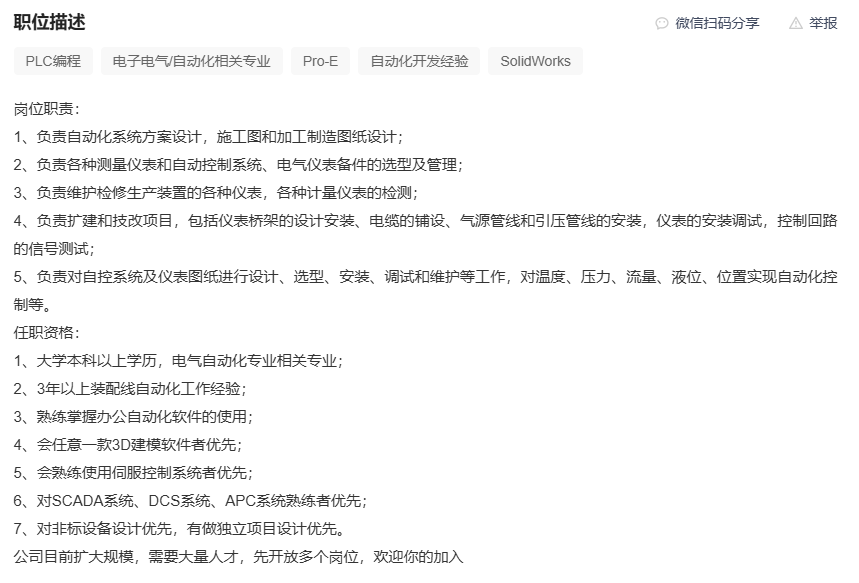 职位描述
微信扫码分享
举报
PLC编程
电子电气/自动化相关专业
Pro-E
自动化开发经验
SolidWorks
岗位职责：
1、负责自动化系统方案设计，施工图和加工制造图纸设计；
2、负责各种测量仪表和自动控制系统、电气仪表备件的选型及管理；
3、负责维护检修生产装置的各种仪表，各种计量仪表的检测；
4、负责扩建和技改项目，包括仪表桥架的设计安装、电缆的铺设、气源管线和引压管线的安装，仪表的安装调试，控制回路
的信号测试；
5、负责对自控系统及仪表图纸进行设计、选型、安装、调试和维护等工作，对温度、压力、流量、液位、位置实现自动化控
制等。
任职资格：
1、大学本科以上学历，电气自动化专业相关专业；
2、3年以上装配线自动化工作经验；
3、熟练掌握办公自动化软件的使用；
4、会任意一款3D建模软件者优先；
5、会熟练使用伺服控制系统者优先；
6、对SCADA系统、DCS系统、APC系统熟练者优先；
7、对非标设备设计优先，有做独立项目设计优先。
公司目前扩大规模，需要大量人才，先开放多个岗位，欢迎你的加入